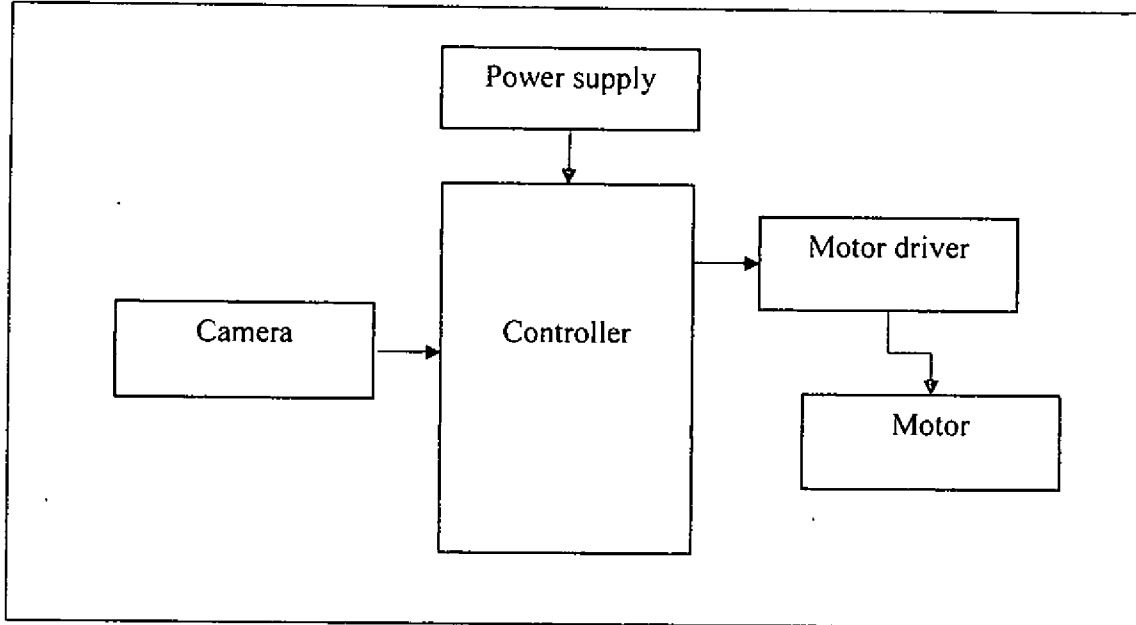 Power supply
Motor driver
Camera
Controller
Motor